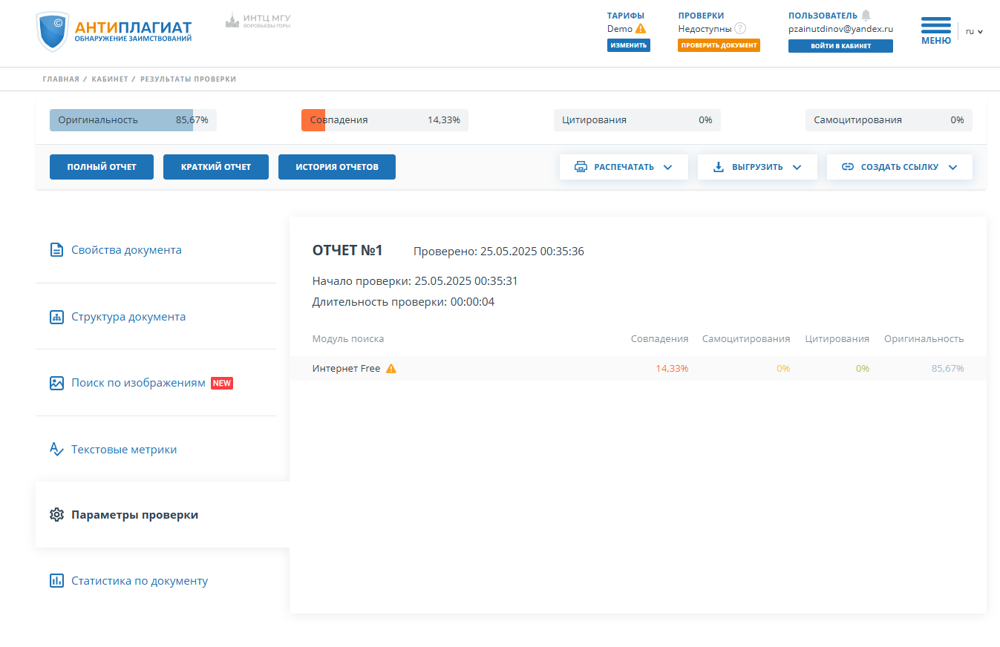 АНТИПЛАГИАТ
ОБНАРУЖЕНИЕ ЗАИМСТВОВАНИЙ
ИНТЦ МГУ
ВОРОБЬЕВЫ ГОРЫ
ТАРИФЫ
Demo
ИЗМЕНИТЬ
ПРОВЕРКИ
Недоступны ?
ПРОВЕРИТЬ ДОКУМЕНТ
ПОЛЬЗОВАТЕЛЬ
pzainutdinov@yandex.ru
ВОЙТИ В КАБИНЕТ
МЕНЮ
ru
ГЛАВНАЯ / КАБИНЕТ / РЕЗУЛЬТАТЫ ПРОВЕРКИ
Оригинальность 85,67%
Совпадения 14,33%
Цитирования 0%
Самоцитирования 0%
ПОЛНЫЙ ОТЧЕТ
КРАТКИЙ ОТЧЕТ
ИСТОРИЯ ОТЧЕТОВ
РАСПЕЧАТАТЬ
ВЫГРУЗИТЬ
СОЗДАТЬ ССЫЛКУ
Свойства документа
Структура документа
Поиск по изображениям NEW
Текстовые метрики
Параметры проверки
Статистика по документу
ОТЧЕТ №1 Проверено: 25.05.2025 00:35:36
Начало проверки: 25.05.2025 00:35:31
Длительность проверки: 00:00:04
Модуль поиска Совпадения Самоцитирования Цитирования Оригинальность
Интернет Free 14,33% 0% 0% 85,67%